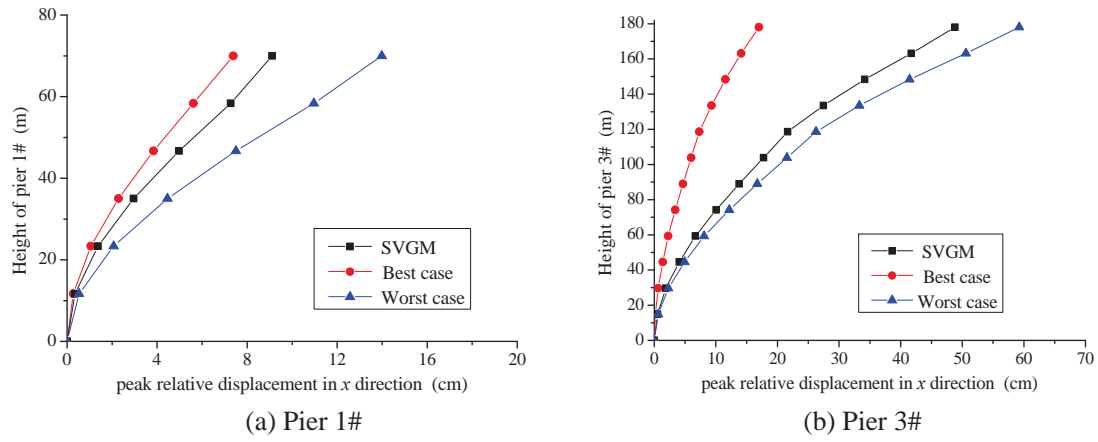 80
60
40
20
0
Height of pier 1# (m)
SVGM
Best case
Worst case
0 4 8 12 16 20
peak relative displacement in x direction (cm)
(a) Pier 1#
180
160
140
120
100
80
60
40
30
0
Height of pier 3# (m)
SVGM
Best case
Worst case
0 10 20 30 40 50 60 70
peak relative displacement in x direction (cm)
(b) Pier 3#